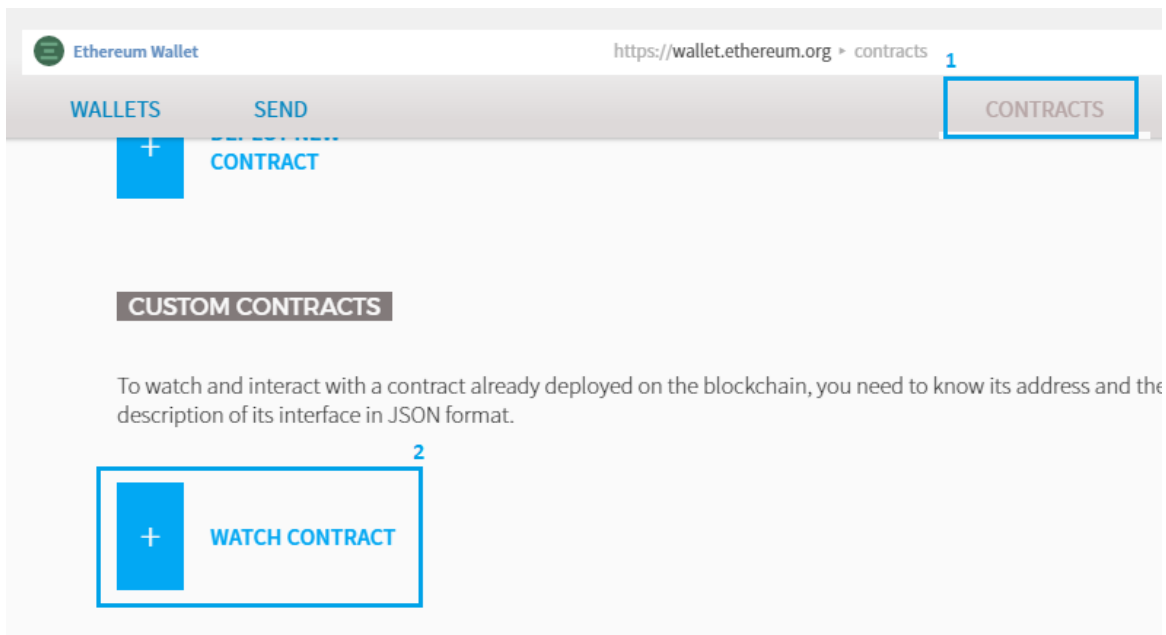 Ethereum Wallet
https://wallet.ethereum.org ▸ contracts
1
WALLETS
SEND
CONTRACTS
DEPLOY NEW
CONTRACT
CUSTOM CONTRACTS
To watch and interact with a contract already deployed on the blockchain, you need to know its address and the
description of its interface in JSON format.
2
WATCH CONTRACT